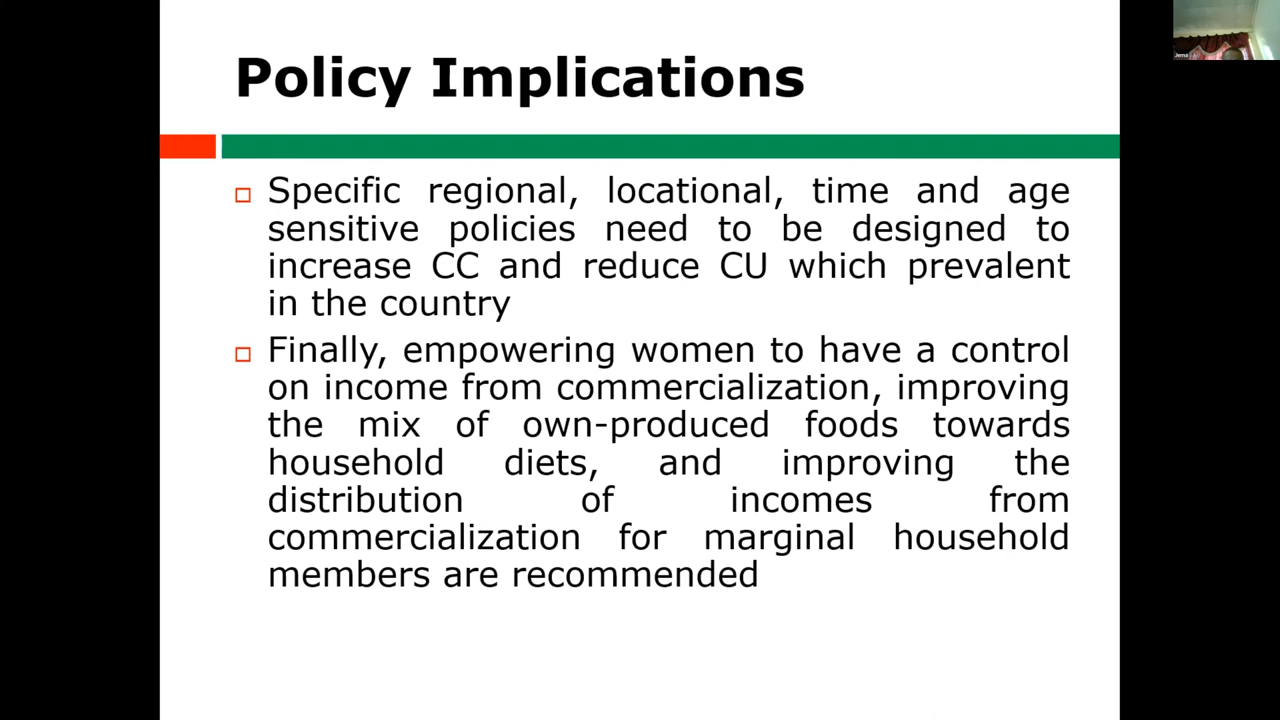 Policy Implications
Specific regional, locational, time and age
sensitive policies need to be designed to
increase CC and reduce CU which prevalent
in the country
Finally, empowering women to have a control
on income from commercialization, improving
the mix of own-produced foods towards
household diets, and improving the
distribution of incomes from
commercialization for marginal household
members are recommended